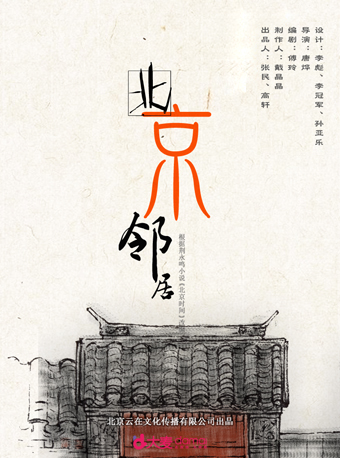 设计：李彪、李冠军、孙亚乐
导演：唐烨
编剧：傅玲
制作人：戴晶晶
出品人：张民、高轩
北京邻居
根据荆永鸣小说《北京时间》改
北京云在文化传播有限公司出品